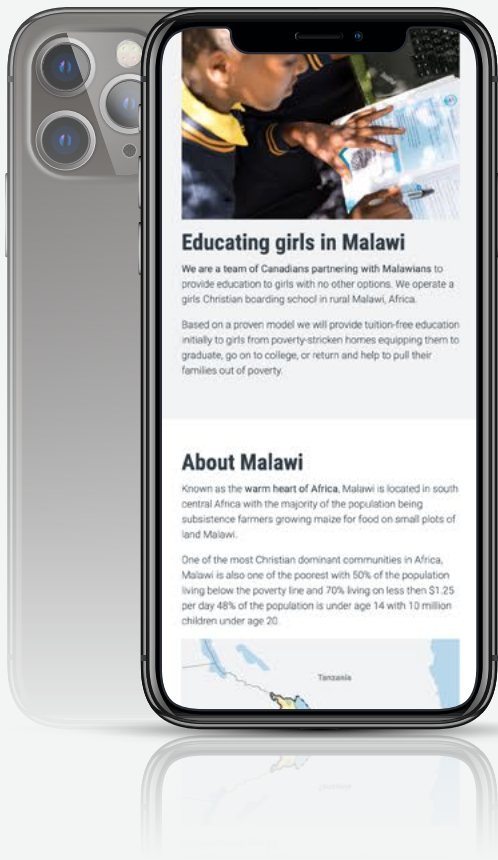 Educating girls in Malawi
We are a team of Canadians partnering with Malawians to
provide education to girls with no other options. We operate a
girls Christian boarding school in rural Malawi, Africa.
Based on a proven model we will provide tuition-free education
initially to girls from poverty-stricken homes equipping them to
graduate, go on to college, or return and help to pull their
families out of poverty.
About Malawi
Known as the warm heart of Africa, Malawi is located in south
central Africa with the majority of the population being
subsistence farmers growing maize for food on small plots of
land Malawi.
One of the most Christian dominant communities in Africa,
Malawi is also one of the poorest with 50% of the population
living below the poverty line and 70% living on less then $1.25
per day 48% of the population is under age 14 with 10 million
children under age 20.
Tanzania